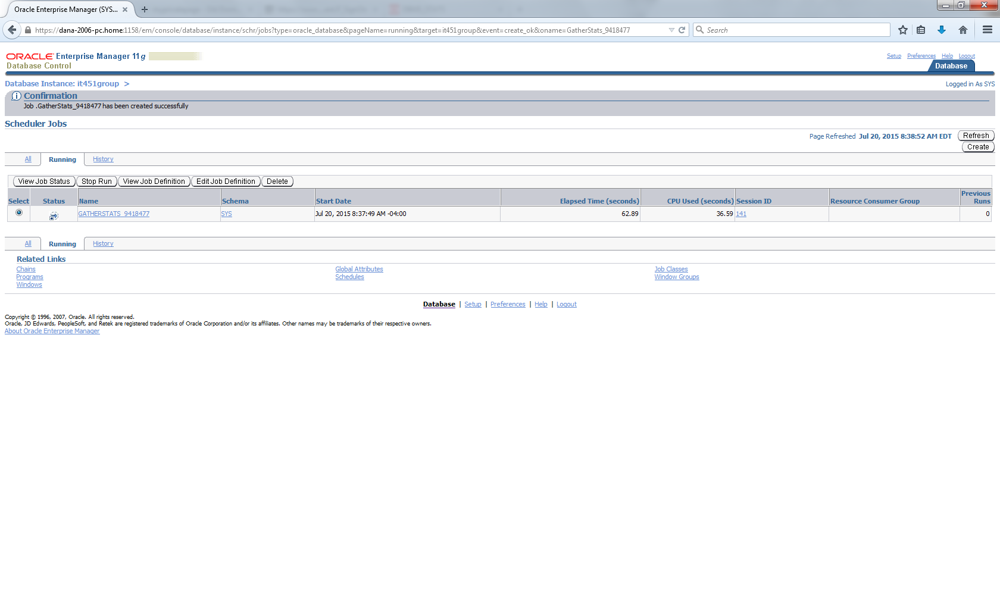 Oracle Enterprise Manager (SYS...
https://dana-2006-pc.home:1158/em/console/database/instance/schr/jobs?type=oracle_database&pageName=running&target=it451group&event=create_ok&oname=GatherStats_9418477
Search
ORACLE Enterprise Manager 11g
Database Control
Setup Preferences Help Logout
Database
Database Instance: it451group >
Logged in As SYS
Confirmation
Job .GatherStats_9418477 has been created successfully
Scheduler Jobs
Page Refreshed Jul 20, 2015 8:38:52 AM EDT Refresh
Create
All Running History
View Job Status Stop Run View Job Definition Edit Job Definition Delete
Select Status Name Schema Start Date Elapsed Time (seconds) CPU Used (seconds) Session ID Resource Consumer Group Previous Runs
GATHERSTATS_9418477 SYS Jul 20, 2015 8:37:49 AM -04:00 62.89 36.59 141 0
All Running History
Related Links
Chains Global Attributes Job Classes
Programs Schedules Window Groups
Windows
Database | Setup | Preferences | Help | Logout
Copyright © 1996, 2007, Oracle. All rights reserved.
Oracle, JD Edwards, PeopleSoft, and Retek are registered trademarks of Oracle Corporation and/or its affiliates. Other names may be trademarks of their respective owners.
About Oracle Enterprise Manager